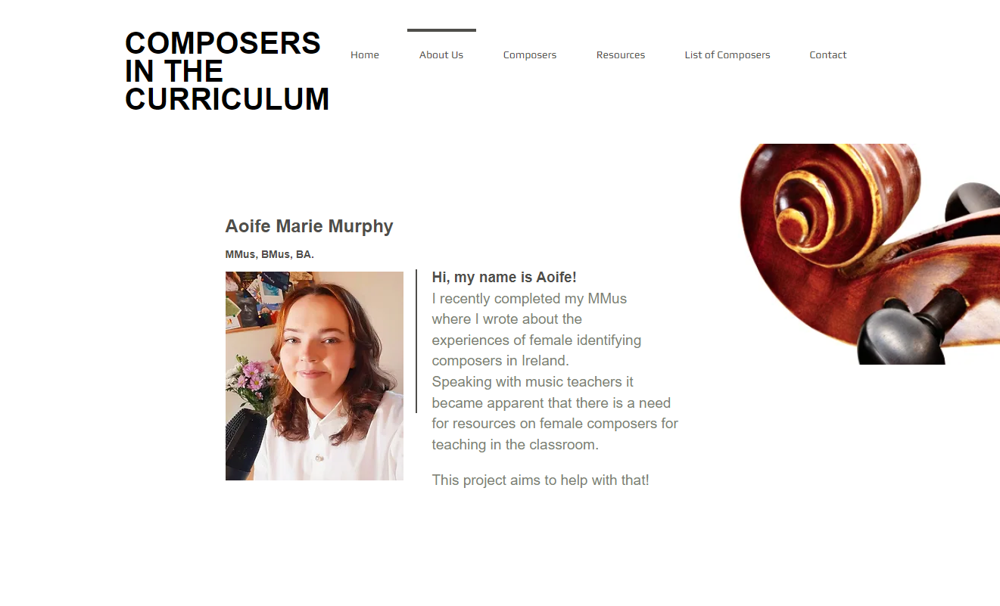 COMPOSERS
IN THE
CURRICULUM
Home
About Us
Composers
Resources
List of Composers
Contact
Aoife Marie Murphy
MMus, BMus, BA.
Hi, my name is Aoife!
I recently completed my MMus
where I wrote about the
experiences of female identifying
composers in Ireland.
Speaking with music teachers it
became apparent that there is a need
for resources on female composers for
teaching in the classroom.
This project aims to help with that!